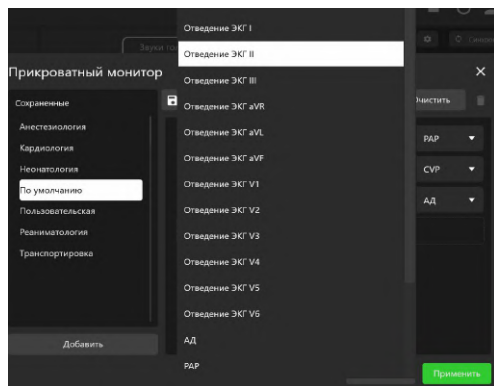 Звуки
Прикроватный монитор
Сохраненные
Анестезиология
Кардиология
Неонатология
По умолчанию
Пользовательская
Реаниматология
Транспортировка
Добавить
Отведение ЭКГ I
Отведение ЭКГ II
Отведение ЭКГ III
Отведение ЭКГ aVR
Отведение ЭКГ aVL
Отведение ЭКГ aVF
Отведение ЭКГ V1
Отведение ЭКГ V2
Отведение ЭКГ V3
Отведение ЭКГ V4
Отведение ЭКГ V5
Отведение ЭКГ V6
АД
PAP
Очистить
PAP
CVP
АД
Применить